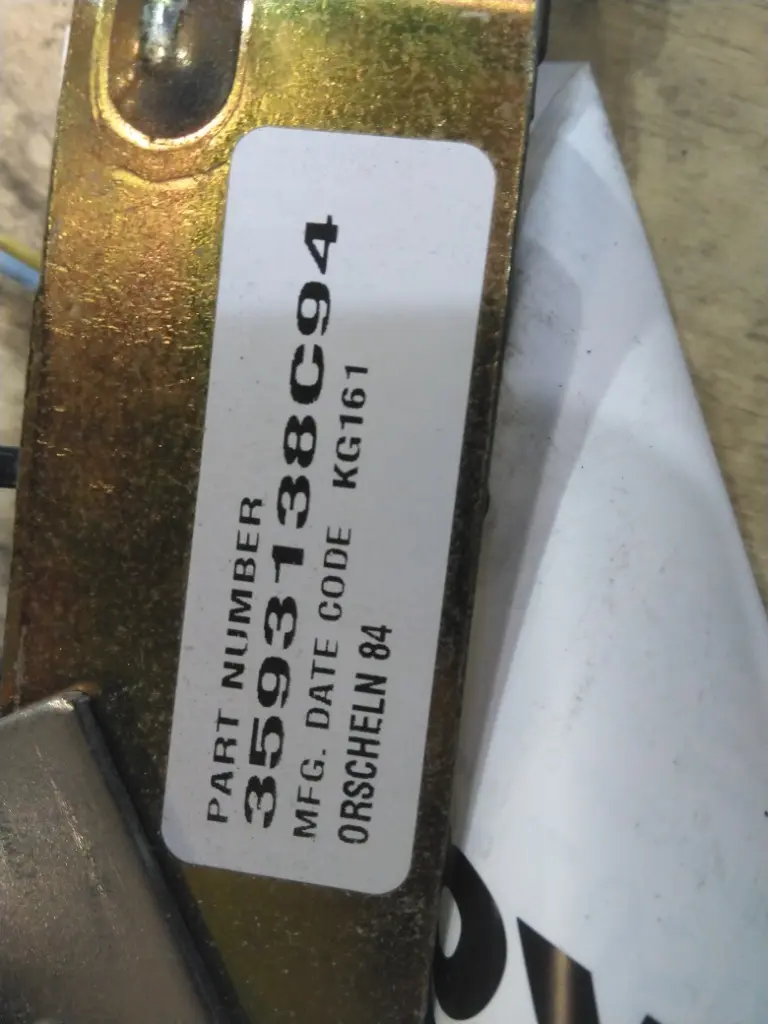 PART NUMBER
3593138C94
MFG. DATE CODE KG161
ORSCHELN 84